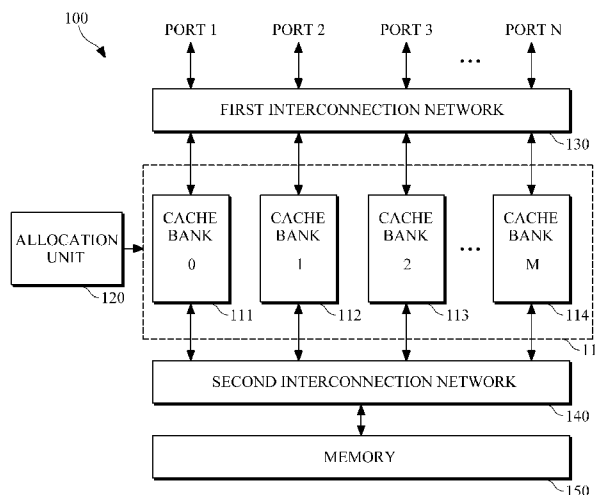 100
PORT 1 PORT 2 PORT 3 ... PORT N
FIRST INTERCONNECTION NETWORK
130
CACHE BANK 0
CACHE BANK 1
CACHE BANK 2
...
CACHE BANK M
ALLOCATION UNIT
120
111
112
113
114
11
SECOND INTERCONNECTION NETWORK
140
MEMORY
150